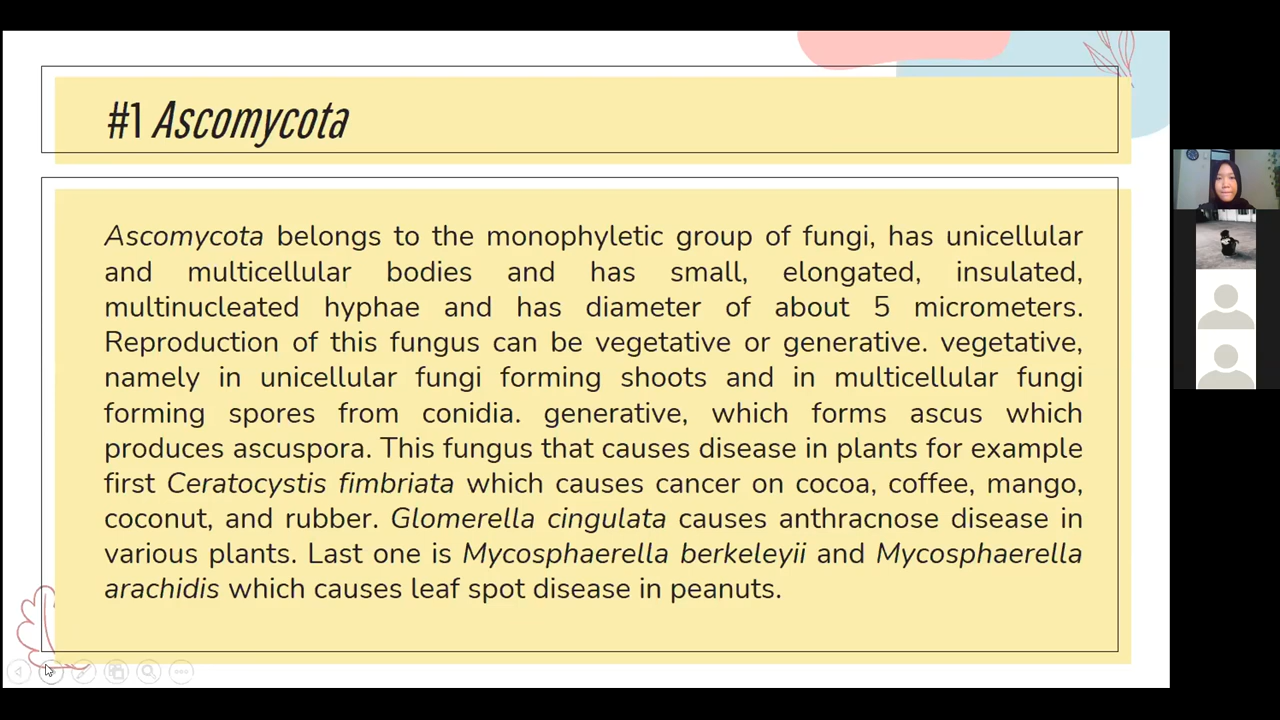 #1 Ascomycota
Ascomycota belongs to the monophyletic group of fungi, has unicellular
and multicellular bodies and has small, elongated, insulated,
multinucleated hyphae and has diameter of about 5 micrometers.
Reproduction of this fungus can be vegetative or generative. vegetative,
namely in unicellular fungi forming shoots and in multicellular fungi
forming spores from conidia. generative, which forms ascus which
produces ascuspora. This fungus that causes disease in plants for example
first Ceratocystis fimbriata which causes cancer on cocoa, coffee, mango,
coconut, and rubber. Glomerella cingulata causes anthracnose disease in
various plants. Last one is Mycosphaerella berkeleyii and Mycosphaerella
arachidis which causes leaf spot disease in peanuts.